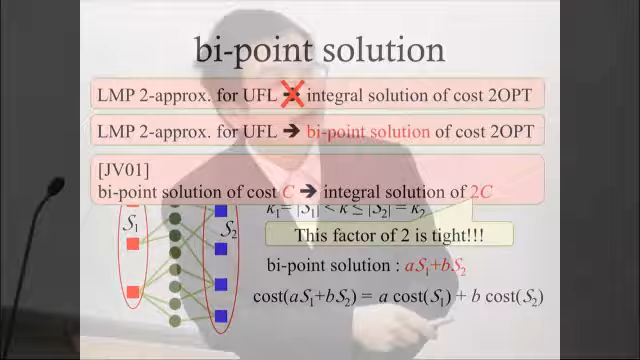 bi-point solution
LMP 2-approx. for UFL ➔ integral solution of cost 2OPT
LMP 2-approx. for UFL ➔ bi-point solution of cost 2OPT
[JV01]
bi-point solution of cost C ➔ integral solution of 2C
k₁= |S₁| < k ≤ |S₂| = k₂
S₁
S₂
This factor of 2 is tight!!!
bi-point solution : aS₁+bS₂
cost(aS₁+bS₂) = a cost(S₁) + b cost(S₂)